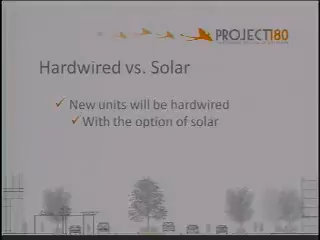 PROJECT180
Hardwired vs. Solar
New units will be hardwired
With the option of solar